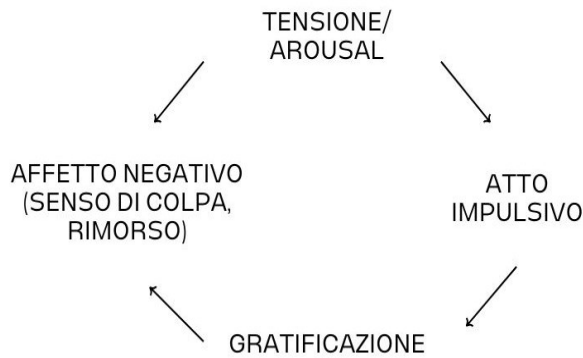 TENSIONE/
AROUSAL
AFFETTO NEGATIVO
(SENSO DI COLPA,
RIMORSO)
ATTO
IMPULSIVO
GRATIFICAZIONE